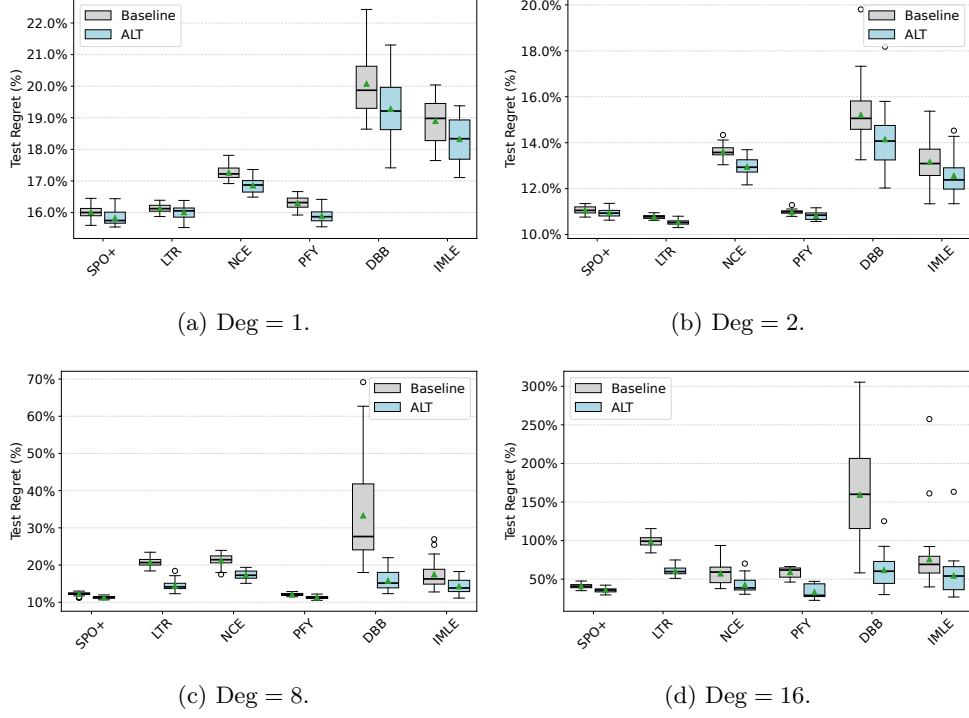 Baseline
ALT
Test Regret (%)
22.0%
21.0%
20.0%
19.0%
18.0%
17.0%
16.0%
SPO+
LTR
NCE
PFY
DBB
IMLE
(a) Deg = 1.
Baseline
ALT
Test Regret (%)
20.0%
18.0%
16.0%
14.0%
12.0%
10.0%
SPO+
LTR
NCE
PFY
DBB
IMLE
(b) Deg = 2.
Baseline
ALT
Test Regret (%)
70%
60%
50%
40%
30%
20%
10%
SPO+
LTR
NCE
PFY
DBB
IMLE
(c) Deg = 8.
Baseline
ALT
Test Regret (%)
300%
250%
200%
150%
100%
50%
SPO+
LTR
NCE
PFY
DBB
IMLE
(d) Deg = 16.